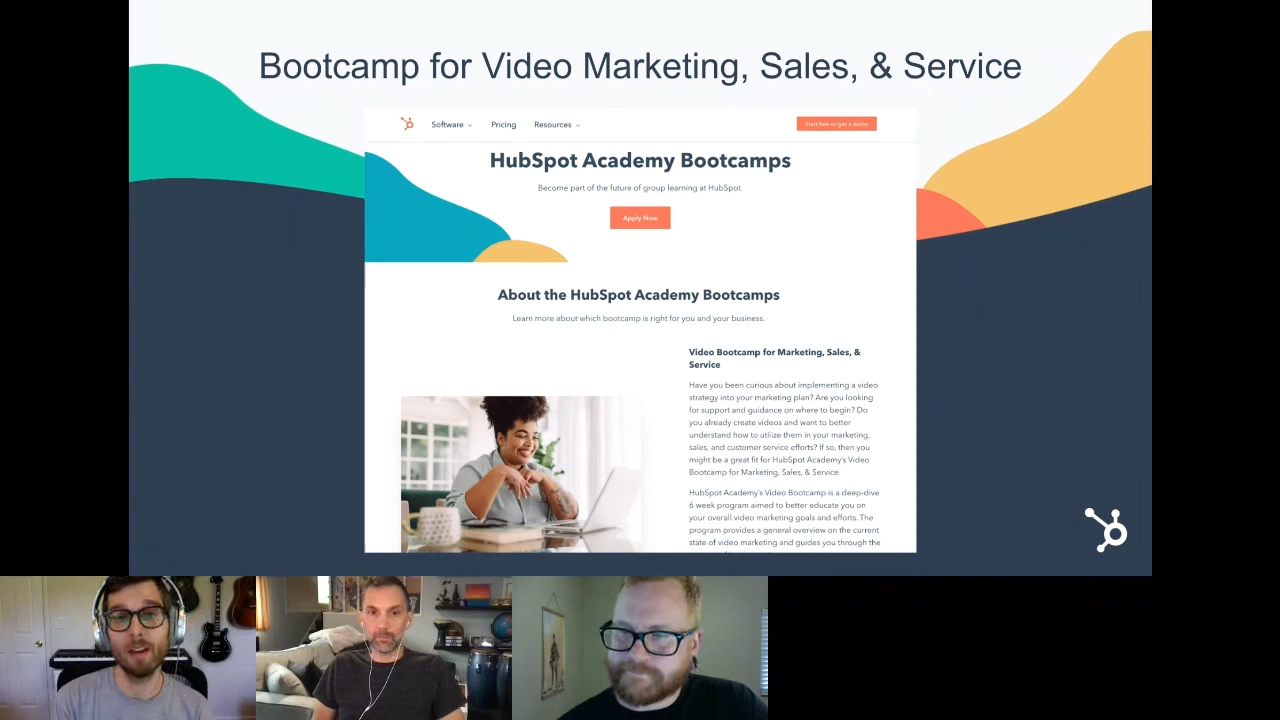 Bootcamp for Video Marketing, Sales, & Service
Software Pricing Resources Start free or get a demo
HubSpot Academy Bootcamps
Become part of the future of group learning at HubSpot.
Apply Now
About the HubSpot Academy Bootcamps
Learn more about which bootcamp is right for you and your business.
Video Bootcamp for Marketing, Sales, &
Service
Have you been curious about implementing a video
strategy into your marketing plan? Are you looking
for support and guidance on where to begin? Do
you already create videos and want to better
understand how to utilize them in your marketing,
sales, and customer service efforts? If so, then you
might be a great fit for HubSpot Academy's Video
Bootcamp for Marketing, Sales, & Service.
HubSpot Academy's Video Bootcamp is a deep-dive
6 week program aimed to better educate you on
your overall video marketing goals and efforts. The
program provides a general overview on the current
state of video marketing and guides you through the